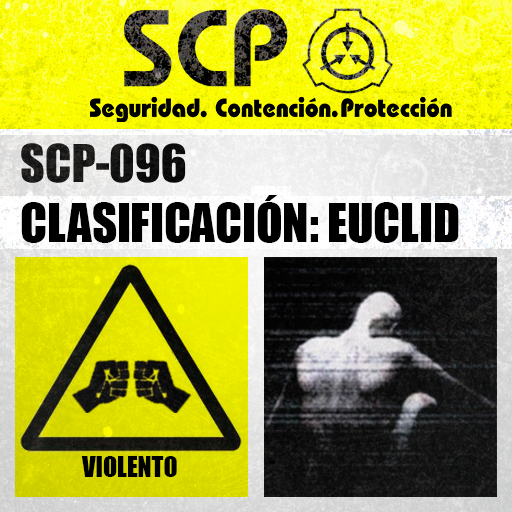 SCP
Seguridad. Contención.Protección
SCP-096
CLASIFICACIÓN: EUCLID
VIOLENTO